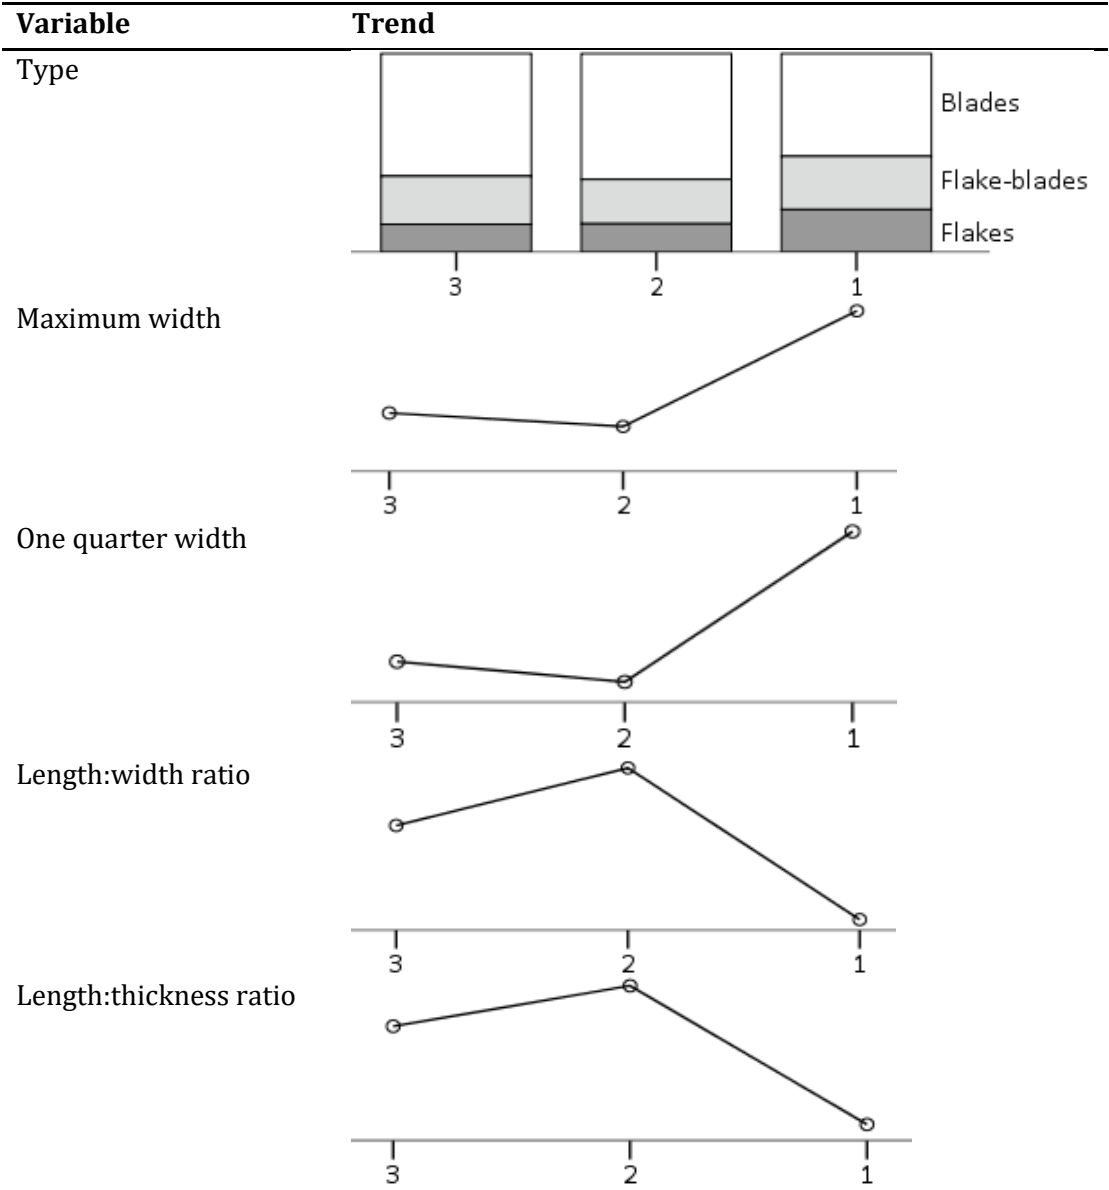 Variable Trend
Type
Blades
Flake-blades
Flakes
3 2 1
Maximum width
3 2 1
One quarter width
3 2 1
Length:width ratio
3 2 1
Length:thickness ratio
3 2 1